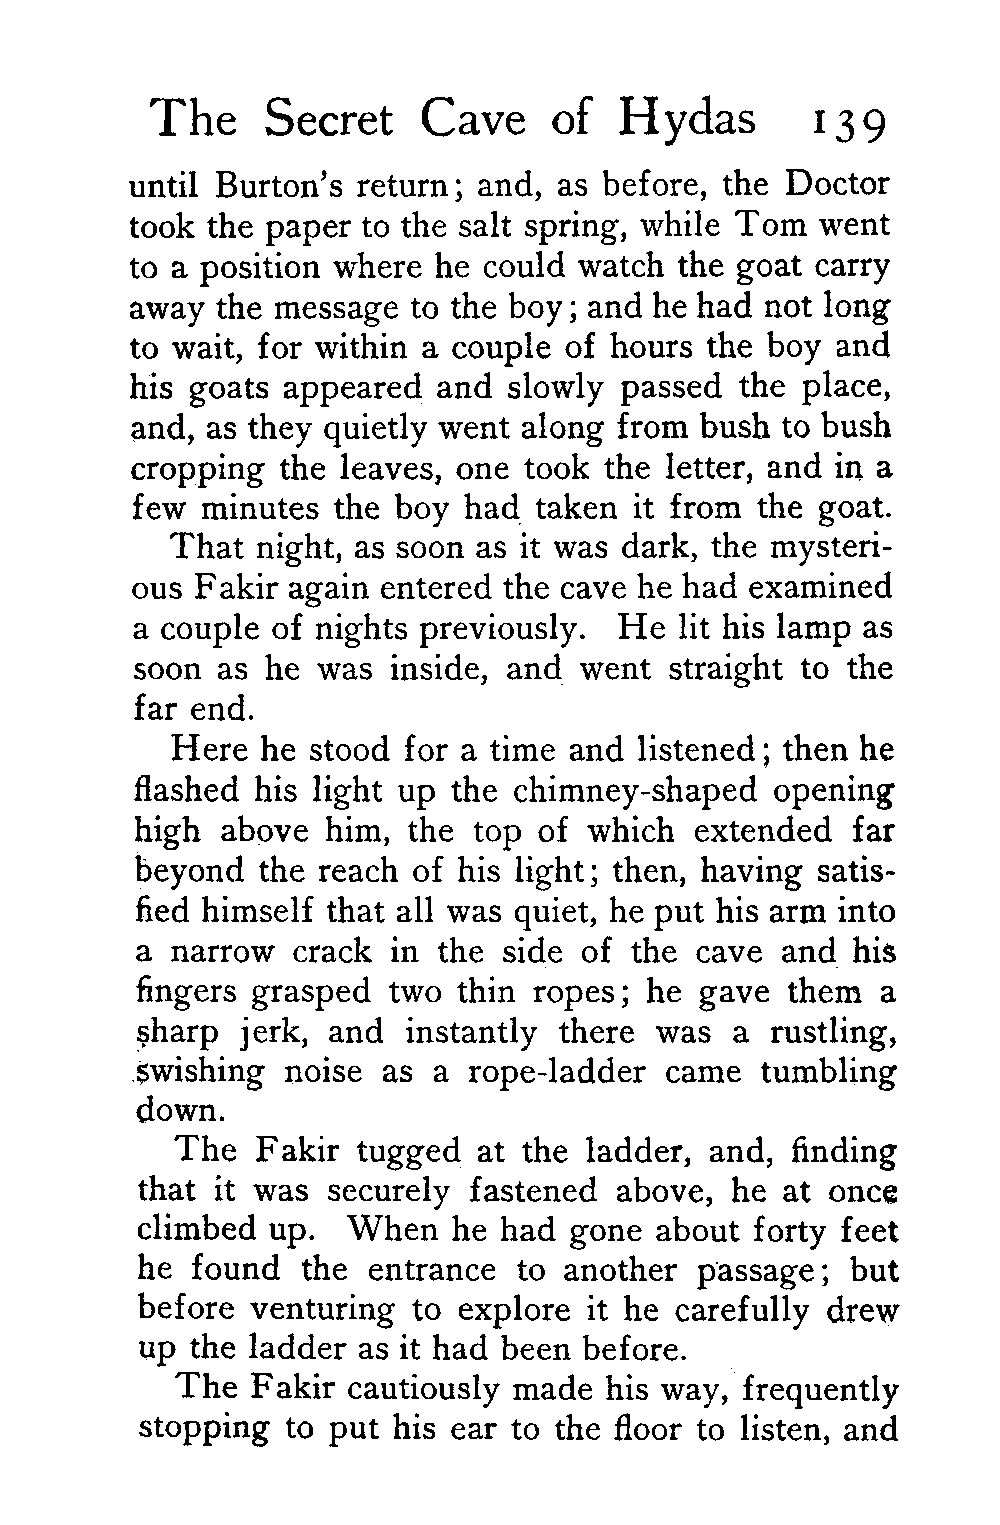 The Secret Cave of Hydas 139
until Burton's return; and, as before, the Doctor
took the paper to the salt spring, while Tom went
to a position where he could watch the goat carry
away the message to the boy; and he had not long
to wait, for within a couple of hours the boy and
his goats appeared and slowly passed the place,
and, as they quietly went along from bush to bush
cropping the leaves, one took the letter, and in a
few minutes the boy had taken it from the goat.
That night, as soon as it was dark, the mysteri-
ous Fakir again entered the cave he had examined
a couple of nights previously. He lit his lamp as
soon as he was inside, and went straight to the
far end.
Here he stood for a time and listened; then he
flashed his light up the chimney-shaped opening
high above him, the top of which extended far
beyond the reach of his light; then, having satis-
fied himself that all was quiet, he put his arm into
a narrow crack in the side of the cave and his
fingers grasped two thin ropes; he gave them a
sharp jerk, and instantly there was a rustling,
swishing noise as a rope-ladder came tumbling
down.
The Fakir tugged at the ladder, and, finding
that it was securely fastened above, he at once
climbed up. When he had gone about forty feet
he found the entrance to another passage; but
before venturing to explore it he carefully drew
up the ladder as it had been before.
The Fakir cautiously made his way, frequently
stopping to put his ear to the floor to listen, and